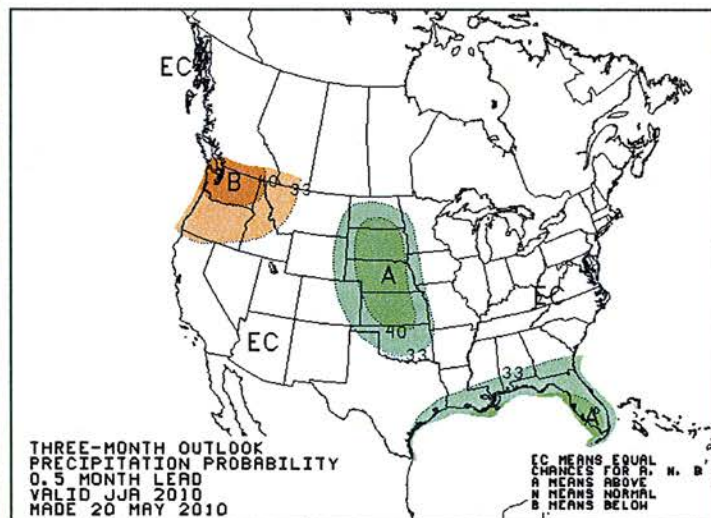 EC
B
40
33
A
40
33
EC
EC
33
A
THREE-MONTH OUTLOOK
PRECIPITATION PROBABILITY
0.5 MONTH LEAD
VALID JJA 2010
MADE 20 MAY 2010
EC MEANS EQUAL
CHANCES FOR A, N, B
A MEANS ABOVE
N MEANS NORMAL
B MEANS BELOW